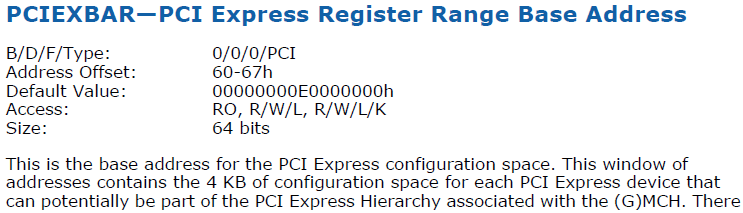 PCIEXBAR—PCI Express Register Range Base Address
B/D/F/Type: 0/0/0/PCI
Address Offset: 60-67h
Default Value: 00000000E0000000h
Access: RO, R/W/L, R/W/L/K
Size: 64 bits
This is the base address for the PCI Express configuration space. This window of
addresses contains the 4 KB of configuration space for each PCI Express device that
can potentially be part of the PCI Express Hierarchy associated with the (G)MCH. There